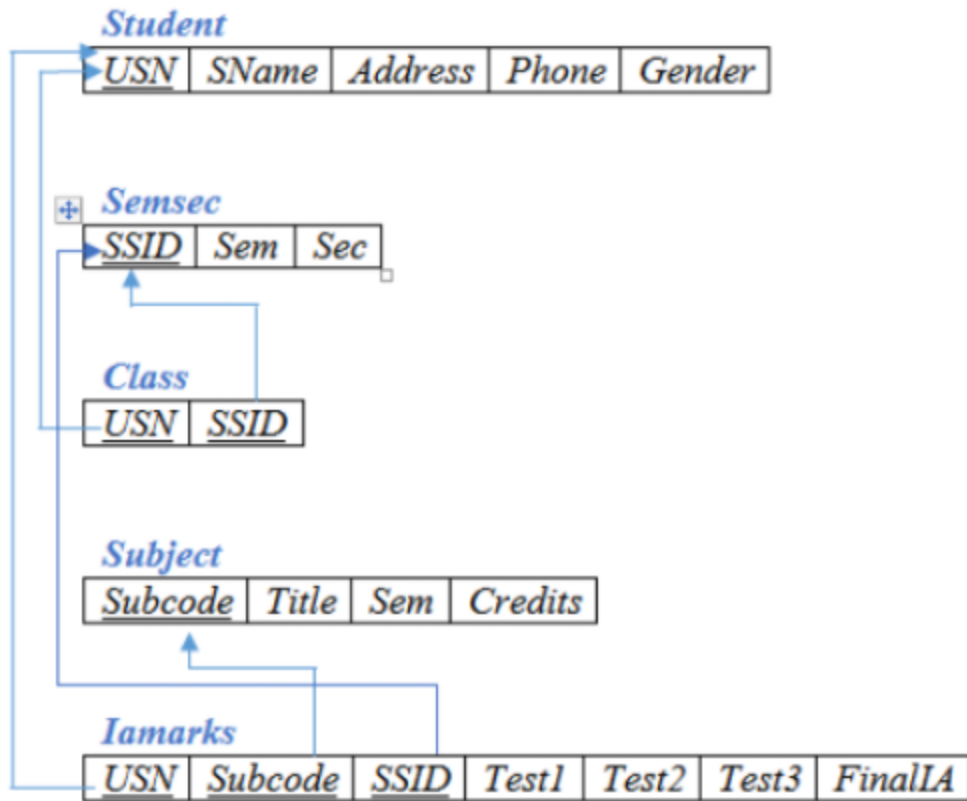 Student
USN SName Address Phone Gender
Semsec
SSID Sem Sec
Class
USN SSID
Subject
Subcode Title Sem Credits
Iamarks
USN Subcode SSID Test1 Test2 Test3 FinalIA